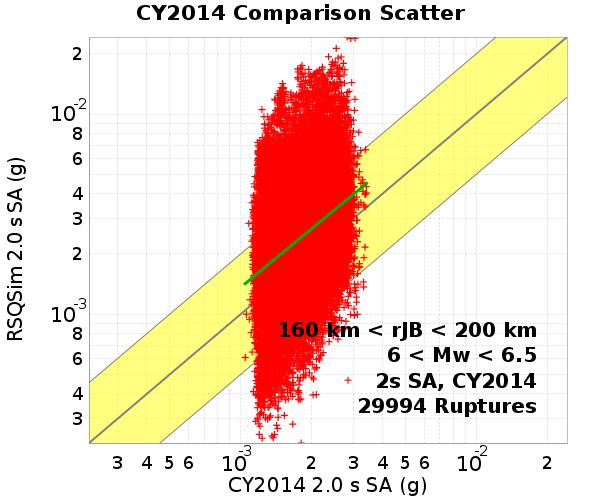 CY2014 Comparison Scatter
RSQSim 2.0 s SA (g)
2
10-2
8
6
4
3
2
10-3
8
6
4
3
160 km < rJB < 200 km
6 < Mw < 6.5
2s SA, CY2014
29994 Ruptures
3 4 5 6 10-3 2 3 4 5 6 10-2 2
CY2014 2.0 s SA (g)